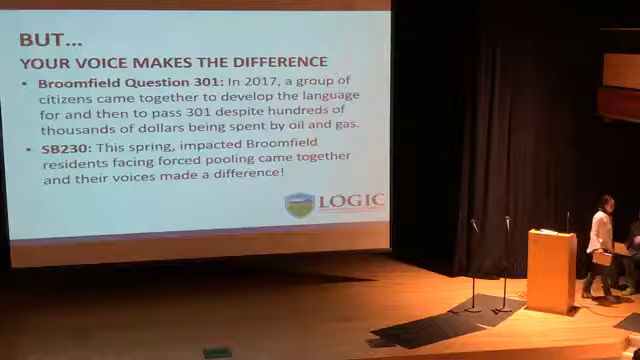 BUT...
YOUR VOICE MAKES THE DIFFERENCE
• Broomfield Question 301: In 2017, a group of
citizens came together to develop the language
for and then to pass 301 despite hundreds of
thousands of dollars being spent by oil and gas.
• SB230: This spring, impacted Broomfield
residents facing forced pooling came together
and their voices made a difference!
LOGIC